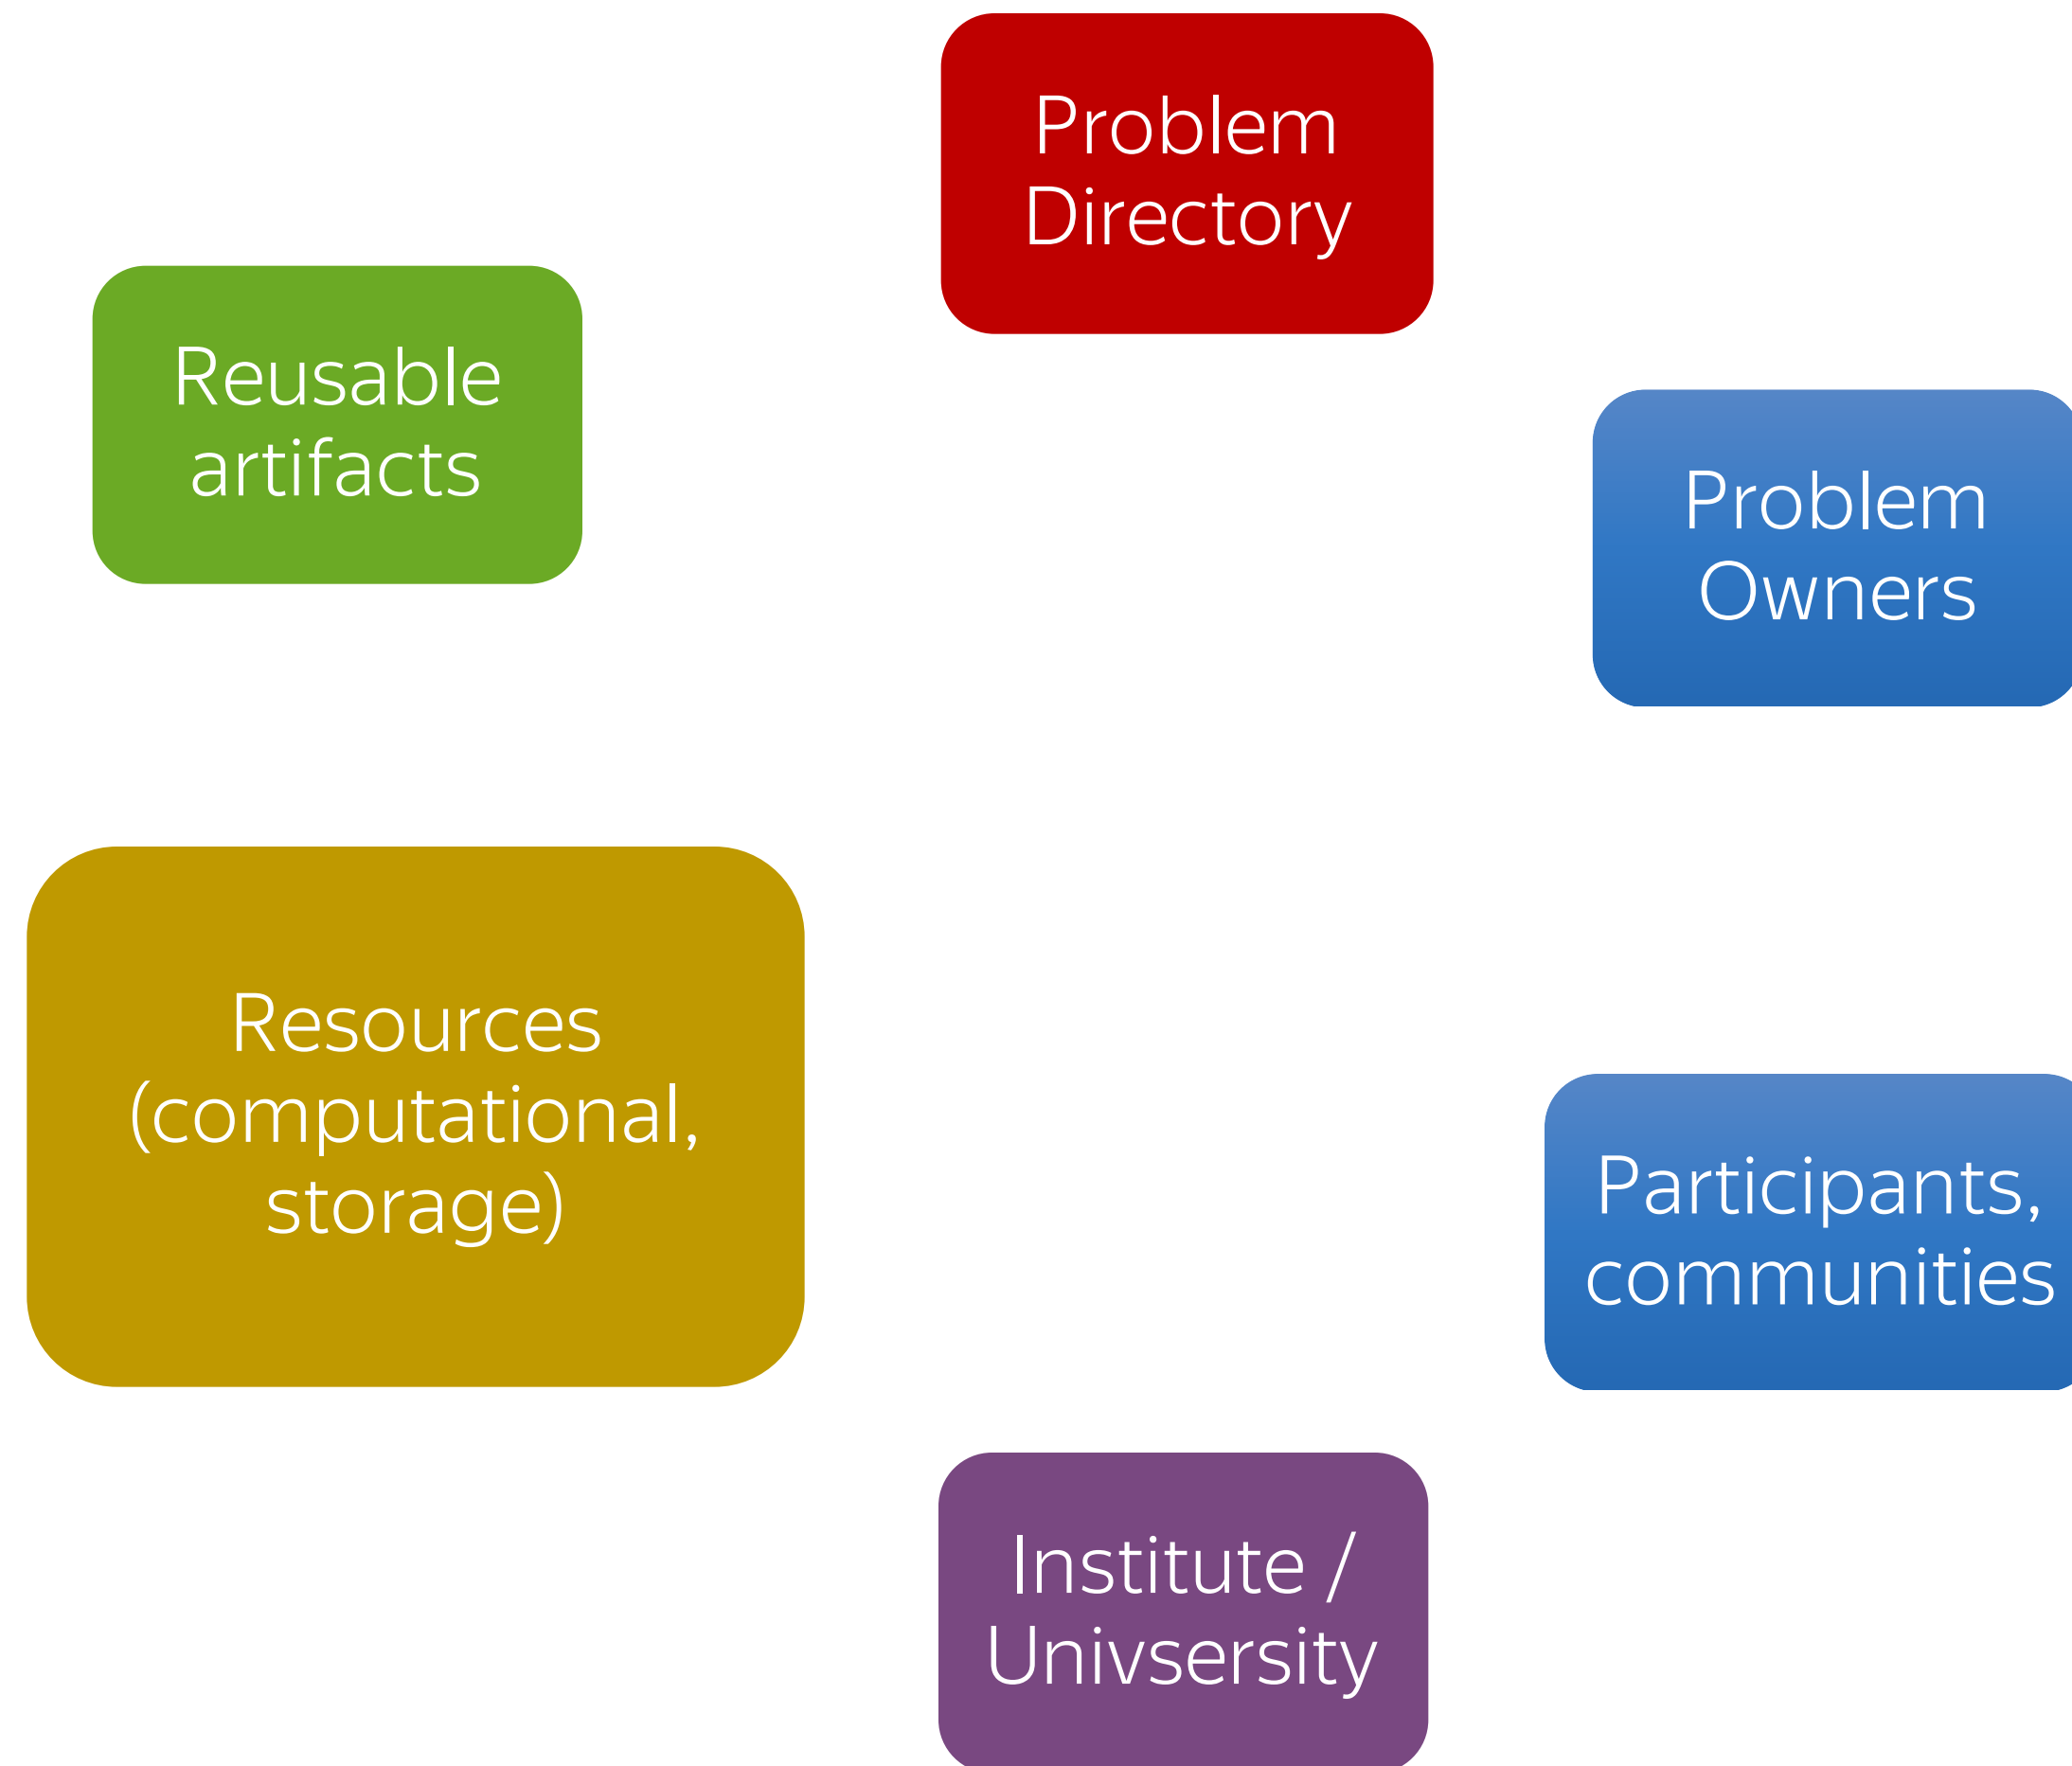 Problem
Directory
Reusable
artifacts
Problem
Owners
Resources
(computational,
storage)
Participants,
communities
Institute /
Univsersity